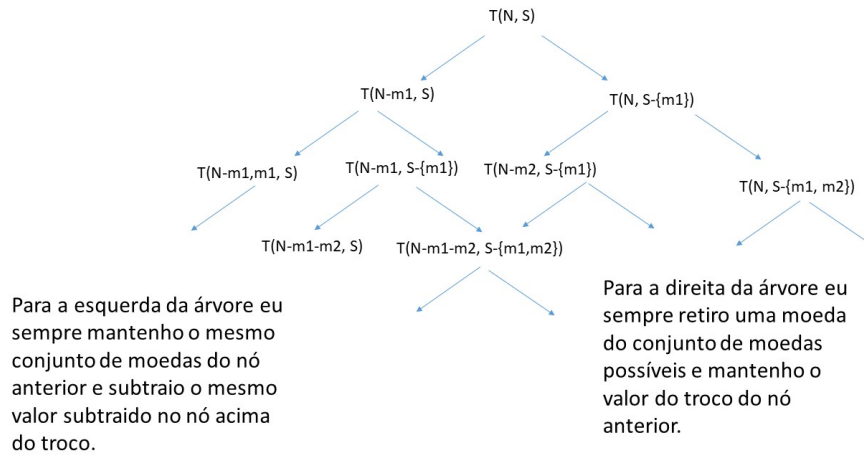 T(N, S)
T(N-m1, S)
T(N, S-{m1})
T(N-m1,m1, S)
T(N-m1, S-{m1})
T(N-m2, S-{m1})
T(N, S-{m1, m2})
T(N-m1-m2, S)
T(N-m1-m2, S-{m1,m2})
Para a esquerda da árvore eu
sempre mantenho o mesmo
conjunto de moedas do nó
anterior e subtraio o mesmo
valor subtraido no nó acima
do troco.
Para a direita da árvore eu
sempre retiro uma moeda
do conjunto de moedas
possíveis e mantenho o
valor do troco do nó
anterior.